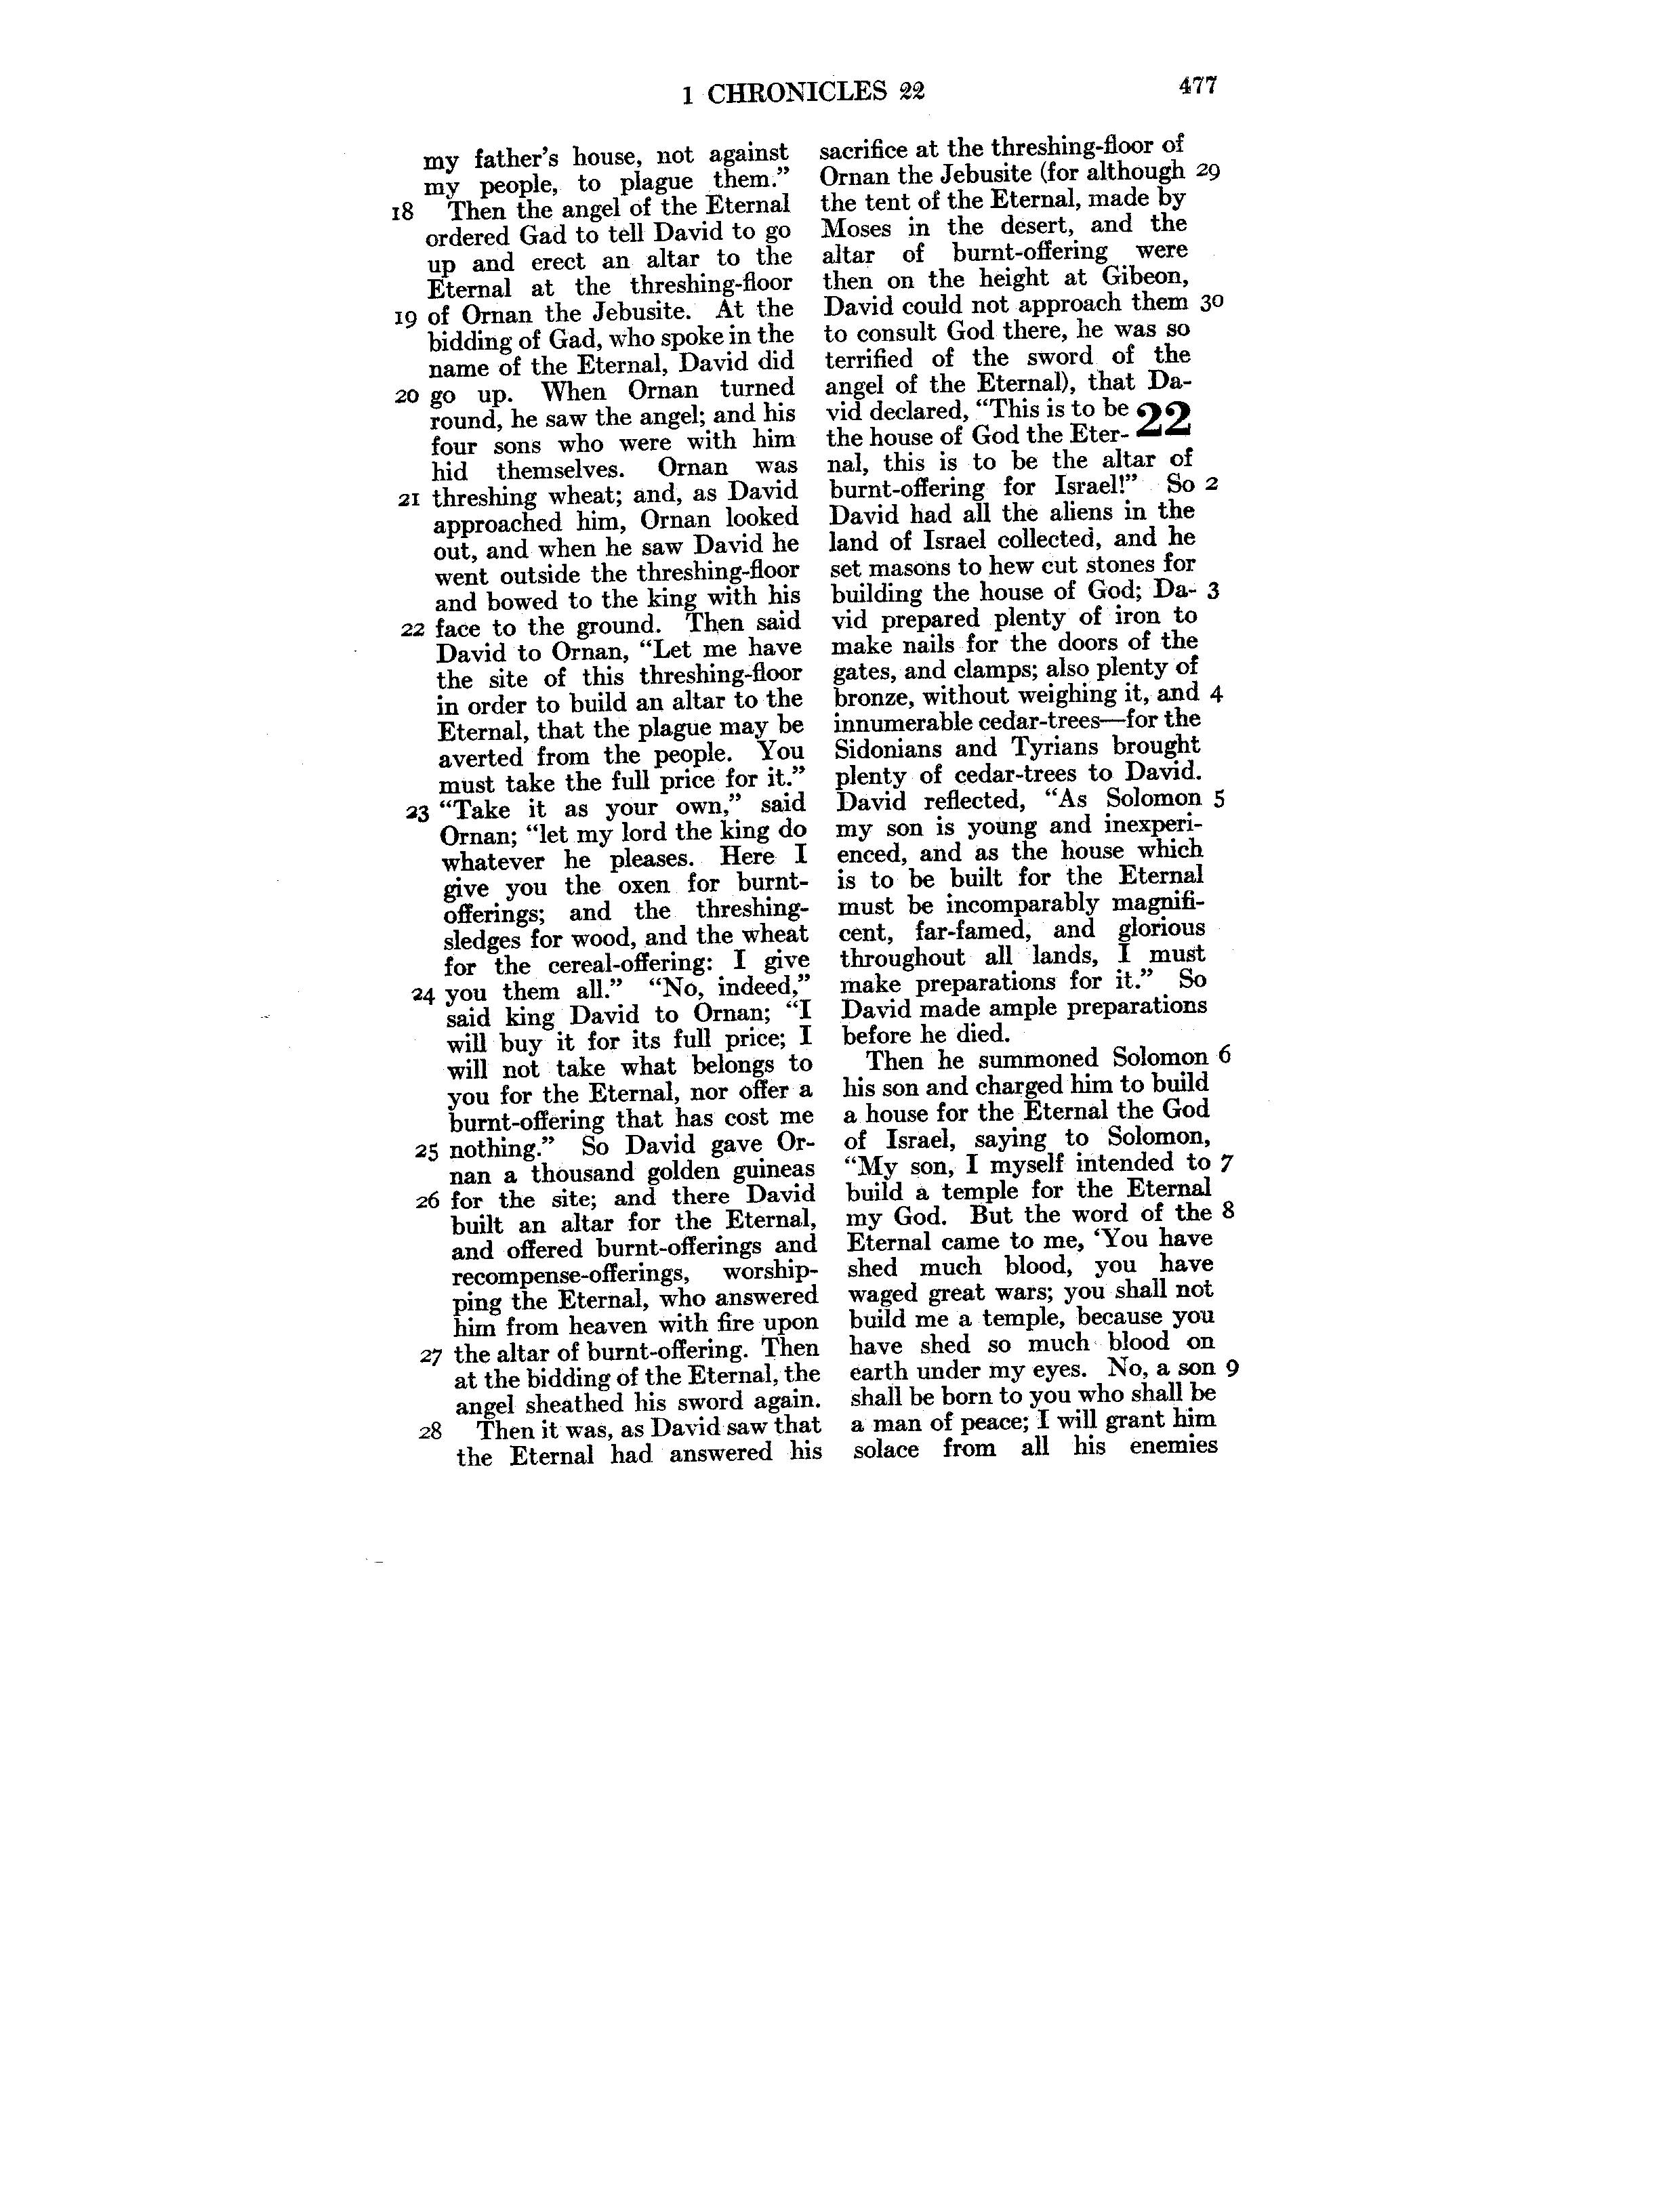 1 CHRONICLES 22
477
my father's house, not against
my people, to plague them.”
18 Then the angel of the Eternal
ordered Gad to tell David to go
up and erect an altar to the
Eternal at the threshing-floor
19 of Ornan the Jebusite. At the
bidding of Gad, who spoke in the
name of the Eternal, David did
20 go up. When Ornan turned
round, he saw the angel; and his
four sons who were with him
hid themselves. Ornan was
21 threshing wheat; and, as David
approached him, Ornan looked
out, and when he saw David he
went outside the threshing-floor
and bowed to the king with his
22 face to the ground. Then said
David to Ornan, “Let me have
the site of this threshing-floor
in order to build an altar to the
Eternal, that the plague may be
averted from the people. You
must take the full price for it.”
23 “Take it as your own,” said
Ornan; “let my lord the king do
whatever he pleases. Here I
give you the oxen for burnt-
offerings; and the threshing-
sledges for wood, and the wheat
for the cereal-offering: I give
24 you them all.” “No, indeed,”
said king David to Ornan; “I
will buy it for its full price; I
will not take what belongs to
you for the Eternal, nor offer a
burnt-offering that has cost me
25 nothing.” So David gave Or-
nan a thousand golden guineas
26 for the site; and there David
built an altar for the Eternal,
and offered burnt-offerings and
recompense-offerings, worship-
ping the Eternal, who answered
him from heaven with fire upon
27 the altar of burnt-offering. Then
at the bidding of the Eternal, the
angel sheathed his sword again.
28 Then it was, as David saw that
the Eternal had answered his
sacrifice at the threshing-floor of
Ornan the Jebusite (for although 29
the tent of the Eternal, made by
Moses in the desert, and the
altar of burnt-offering were
then on the height at Gibeon,
David could not approach them 30
to consult God there, he was so
terrified of the sword of the
angel of the Eternal), that Da-
vid declared, “This is to be 22
the house of God the Eter-
nal, this is to be the altar of
burnt-offering for Israel!” So 2
David had all the aliens in the
land of Israel collected, and he
set masons to hew cut stones for
building the house of God; Da- 3
vid prepared plenty of iron to
make nails for the doors of the
gates, and clamps; also plenty of
bronze, without weighing it, and 4
innumerable cedar-trees—for the
Sidonians and Tyrians brought
plenty of cedar-trees to David.
David reflected, “As Solomon 5
my son is young and inexperi-
enced, and as the house which
is to be built for the Eternal
must be incomparably magnifi-
cent, far-famed, and glorious
throughout all lands, I must
make preparations for it.” So
David made ample preparations
before he died.
Then he summoned Solomon 6
his son and charged him to build
a house for the Eternal the God
of Israel, saying to Solomon,
“My son, I myself intended to 7
build a temple for the Eternal
my God. But the word of the 8
Eternal came to me, ‘You have
shed much blood, you have
waged great wars; you shall not
build me a temple, because you
have shed so much blood on
earth under my eyes. No, a son 9
shall be born to you who shall be
a man of peace; I will grant him
solace from all his enemies